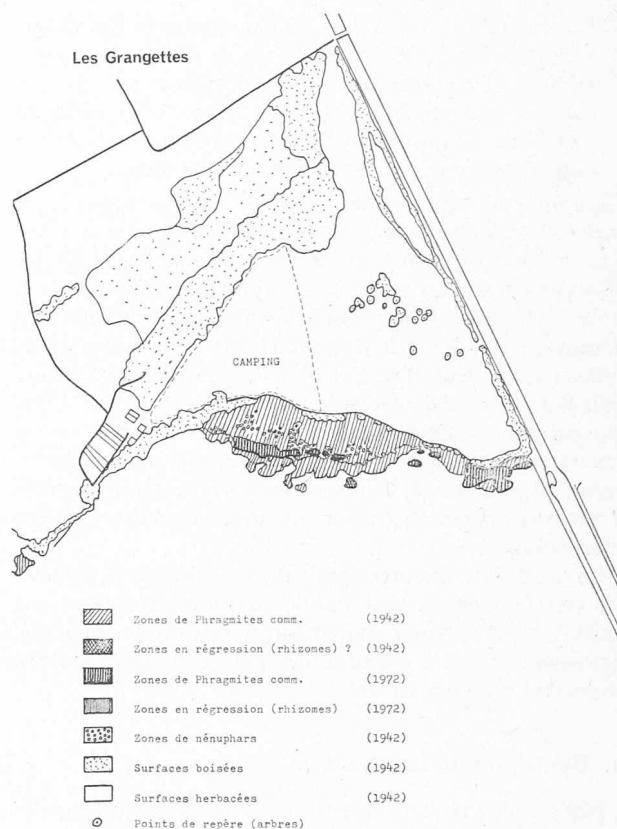 Les Grangettes
CAMPING
Zones de Phragmites comm. (1942)
Zones en régression (rhizomes) ? (1942)
Zones de Phragmites comm. (1972)
Zones en régression (rhizomes) (1972)
Zones de nénuphars (1942)
Surfaces boisées (1942)
Surfaces herbacées (1942)
Points de repère (arbres)